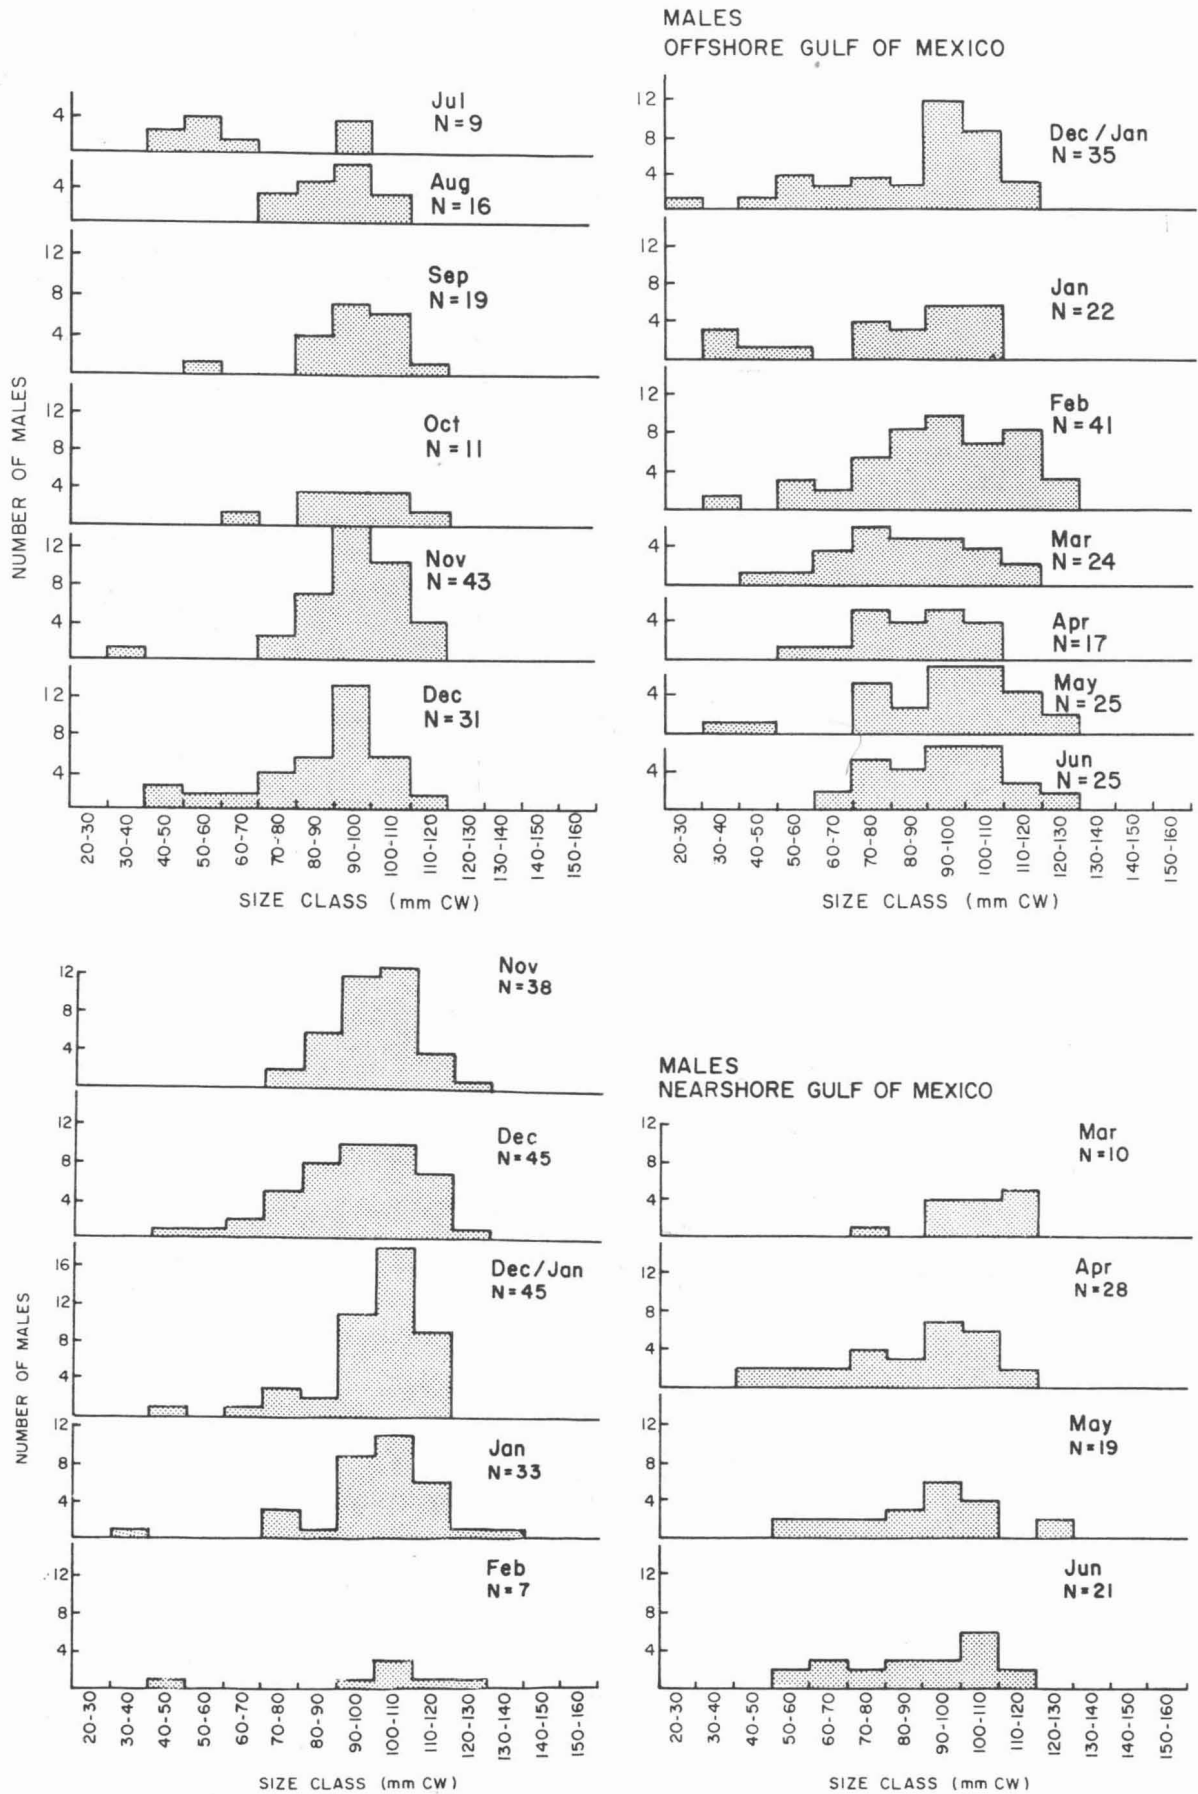 MALES
OFFSHORE GULF OF MEXICO
NUMBER OF MALES
4
Jul
N=9
4
Aug
N=16
12
8
4
Sep
N=19
12
8
4
Oct
N=11
12
8
4
Nov
N=43
12
8
4
Dec
N=31
20-30
30-40
40-50
50-60
60-70
70-80
80-90
90-100
100-110
110-120
120-130
130-140
140-150
150-160
SIZE CLASS (mm CW)
12
8
4
Dec/Jan
N=35
12
8
4
Jan
N=22
12
8
4
Feb
N=41
4
Mar
N=24
4
Apr
N=17
4
May
N=25
4
Jun
N=25
20-30
30-40
40-50
50-60
60-70
70-80
80-90
90-100
100-110
110-120
120-130
130-140
140-150
150-160
SIZE CLASS (mm CW)
NUMBER OF MALES
12
8
4
Nov
N=38
12
8
4
Dec
N=45
16
12
8
4
Dec/Jan
N=45
12
8
4
Jan
N=33
12
8
4
Feb
N=7
20-30
30-40
40-50
50-60
60-70
70-80
80-90
90-100
100-110
110-120
120-130
130-140
140-150
150-160
SIZE CLASS (mm CW)
MALES
NEARSHORE GULF OF MEXICO
12
8
4
Mar
N=10
12
8
4
Apr
N=28
12
8
4
May
N=19
12
8
4
Jun
N=21
20-30
30-40
40-50
50-60
60-70
70-80
80-90
90-100
100-110
110-120
120-130
130-140
140-150
150-160
SIZE CLASS (mm CW)